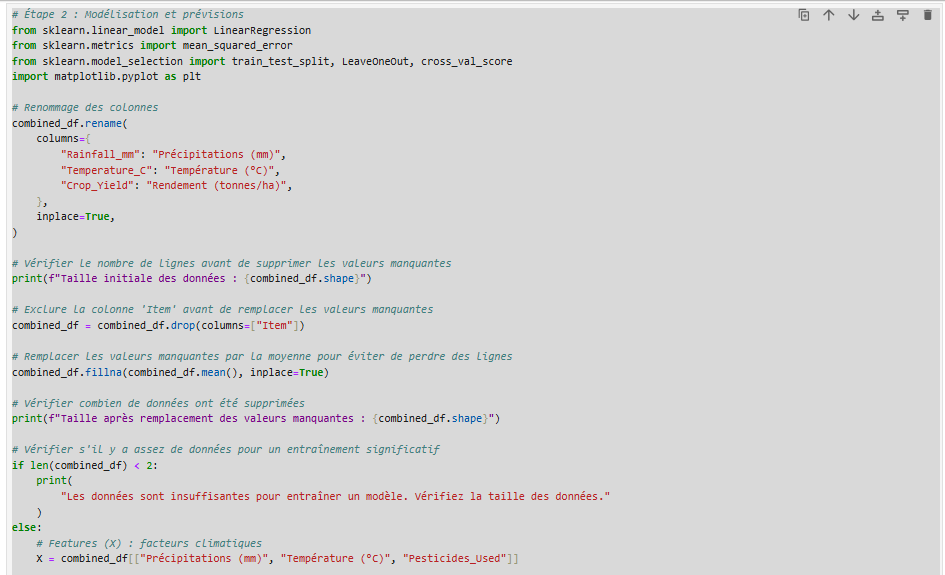 # Étape 2 : Modélisation et prévisions
from sklearn.linear_model import LinearRegression
from sklearn.metrics import mean_squared_error
from sklearn.model_selection import train_test_split, LeaveOneOut, cross_val_score
import matplotlib.pyplot as plt

# Renommage des colonnes
combined_df.rename(
    columns={
        "Rainfall_mm": "Précipitations (mm)",
        "Temperature_C": "Température (°C)",
        "Crop_Yield": "Rendement (tonnes/ha)",
    },
    inplace=True,
)

# Vérifier le nombre de lignes avant de supprimer les valeurs manquantes
print(f"Taille initiale des données : {combined_df.shape}")

# Exclure la colonne 'Item' avant de remplacer les valeurs manquantes
combined_df = combined_df.drop(columns=["Item"])

# Remplacer les valeurs manquantes par la moyenne pour éviter de perdre des lignes
combined_df.fillna(combined_df.mean(), inplace=True)

# Vérifier combien de données ont été supprimées
print(f"Taille après remplacement des valeurs manquantes : {combined_df.shape}")

# Vérifier s'il y a assez de données pour un entraînement significatif
if len(combined_df) < 2:
    print(
        "Les données sont insuffisantes pour entraîner un modèle. Vérifiez la taille des données."
    )
else:
    # Features (X) : facteurs climatiques
    X = combined_df[["Précipitations (mm)", "Température (°C)", "Pesticides_Used"]]